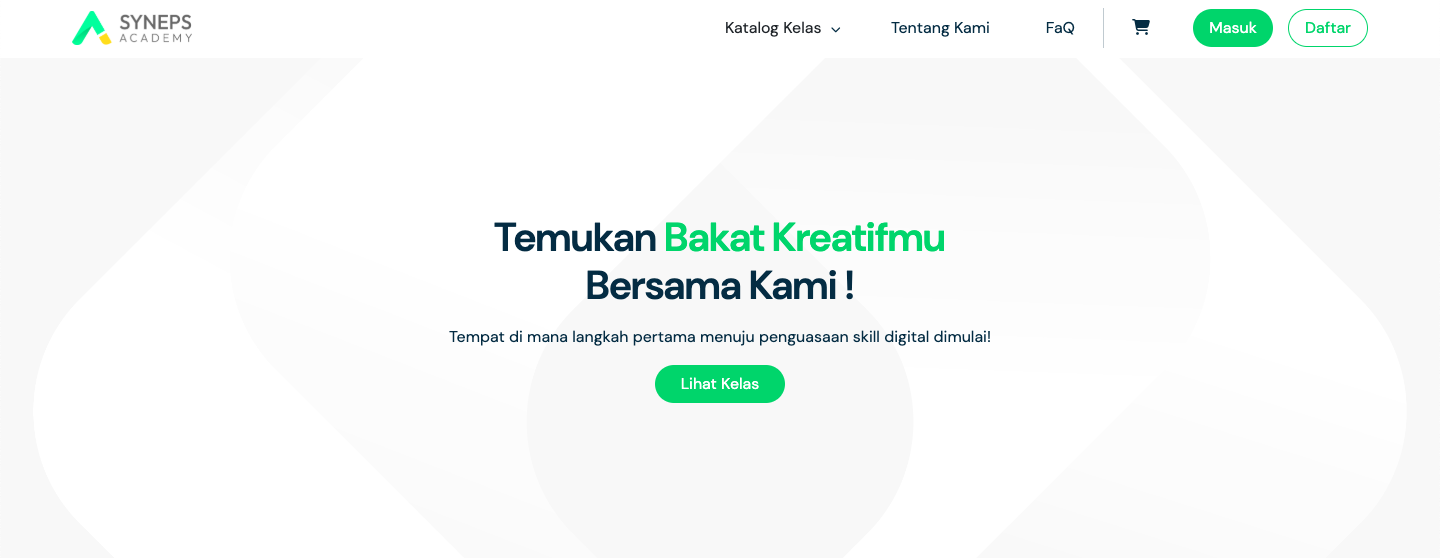 SYNEPS
ACADEMY
Katalog Kelas
Tentang Kami
FaQ
Masuk
Daftar
Temukan Bakat Kreatifmu
Bersama Kami !
Tempat di mana langkah pertama menuju penguasaan skill digital dimulai!
Lihat Kelas